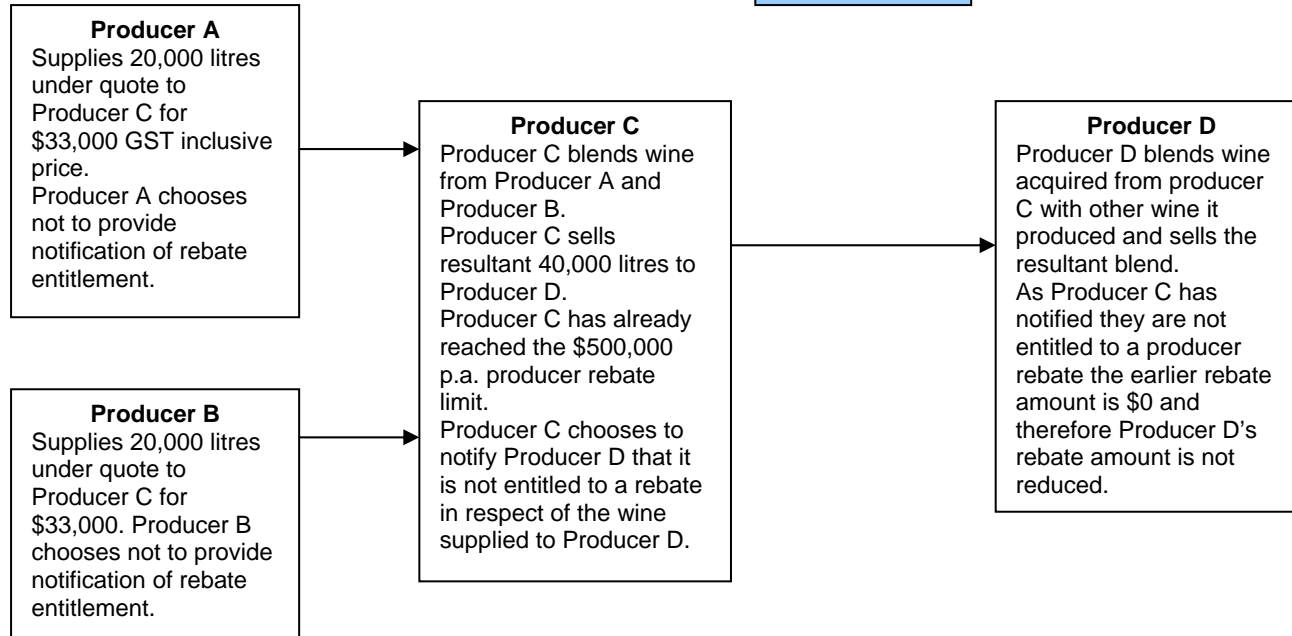 Producer A
Supplies 20,000 litres
under quote to
Producer C for
$33,000 GST inclusive
price.
Producer A chooses
not to provide
notification of rebate
entitlement.
Producer B
Supplies 20,000 litres
under quote to
Producer C for
$33,000. Producer B
chooses not to provide
notification of rebate
entitlement.
Producer C
Producer C blends wine
from Producer A and
Producer B.
Producer C sells
resultant 40,000 litres to
Producer D.
Producer C has already
reached the $500,000
p.a. producer rebate
limit.
Producer C chooses to
notify Producer D that it
is not entitled to a rebate
in respect of the wine
supplied to Producer D.
Producer D
Producer D blends wine
acquired from producer
C with other wine it
produced and sells the
resultant blend.
As Producer C has
notified they are not
entitled to a producer
rebate the earlier rebate
amount is $0 and
therefore Producer D’s
rebate amount is not
reduced.